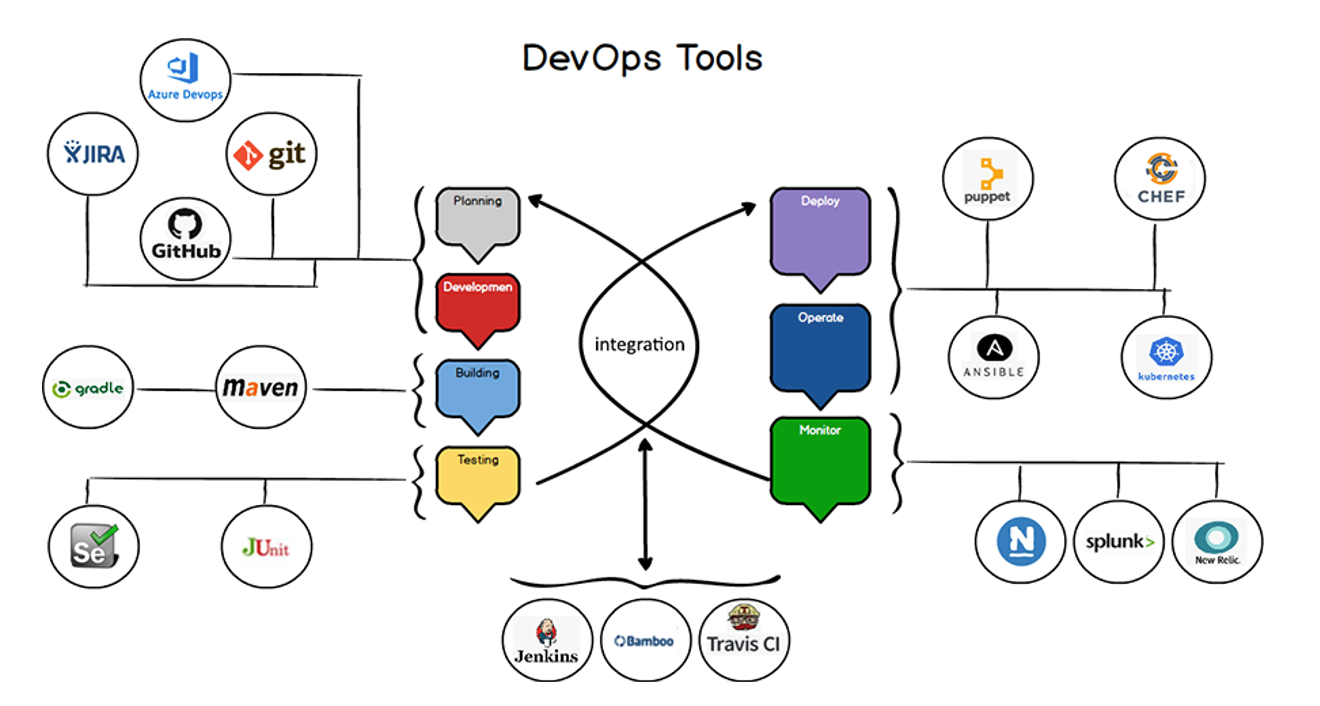 DevOps Tools
Azure Devops
JIRA
git
GitHub
Planning
Developmen
Building
Testing
gradle
maven
Se
JUnit
integration
Deploy
Operate
Monitor
puppet
CHEF
ANSIBLE
kubernetes
N
splunk>
New Relic.
Jenkins
Bamboo
Travis CI